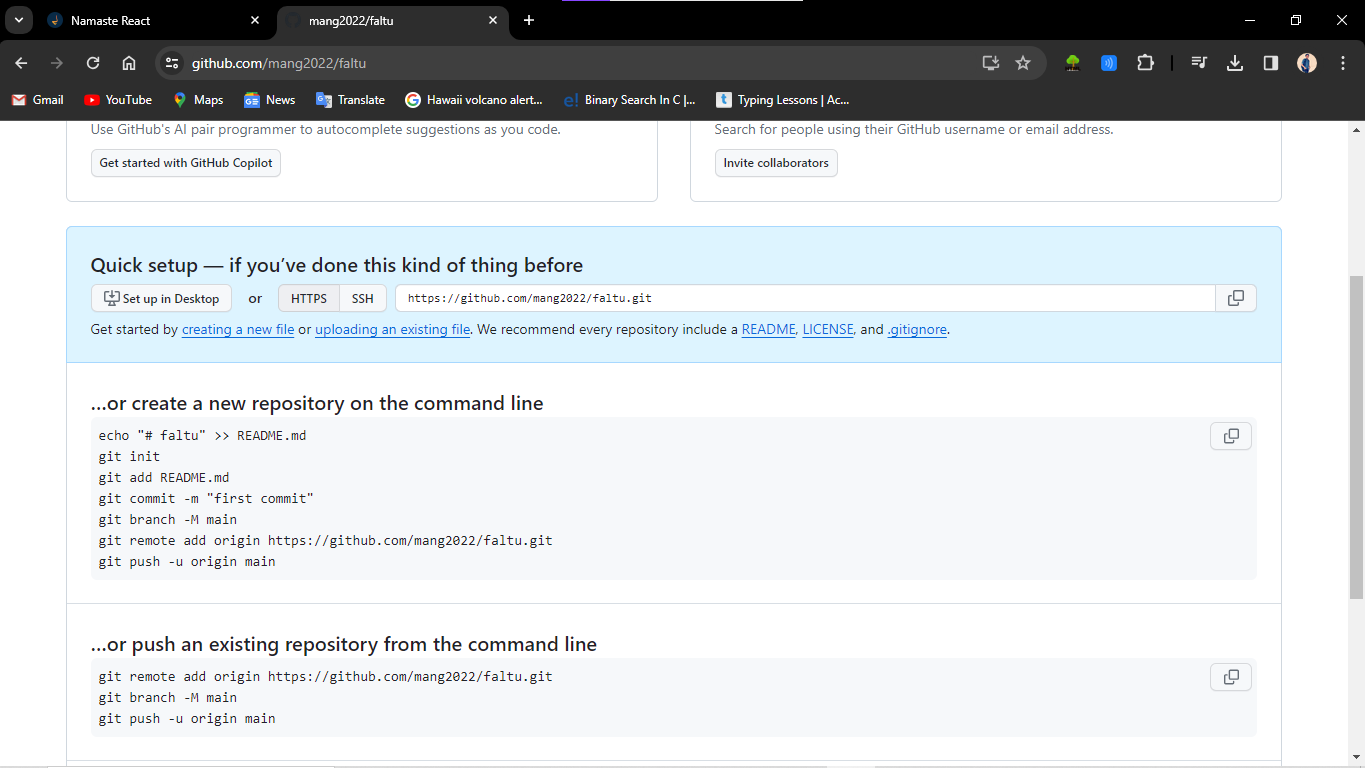 Namaste React
mang2022/faltu
github.com/mang2022/faltu
Gmail YouTube Maps News Translate Hawaii volcano alert... Binary Search In C |... Typing Lessons | Ac...
Use GitHub's AI pair programmer to autocomplete suggestions as you code.
Get started with GitHub Copilot
Search for people using their GitHub username or email address.
Invite collaborators
Quick setup — if you’ve done this kind of thing before
Set up in Desktop or HTTPS SSH https://github.com/mang2022/faltu.git
Get started by creating a new file or uploading an existing file. We recommend every repository include a README, LICENSE, and .gitignore.
…or create a new repository on the command line
echo "# faltu" >> README.md
git init
git add README.md
git commit -m "first commit"
git branch -M main
git remote add origin https://github.com/mang2022/faltu.git
git push -u origin main
…or push an existing repository from the command line
git remote add origin https://github.com/mang2022/faltu.git
git branch -M main
git push -u origin main